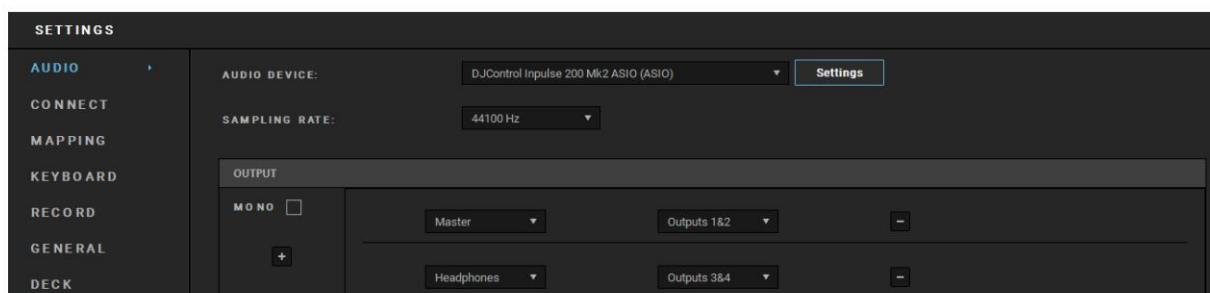 SETTINGS
AUDIO
AUDIO DEVICE:
DJControl Inpulse 200 Mk2 ASIO (ASIO)
Settings
CONNECT
SAMPLING RATE:
44100 Hz
MAPPING
KEYBOARD
OUTPUT
RECORD
MONO
Master
Outputs 1&2
GENERAL
DECK
Headphones
Outputs 3&4